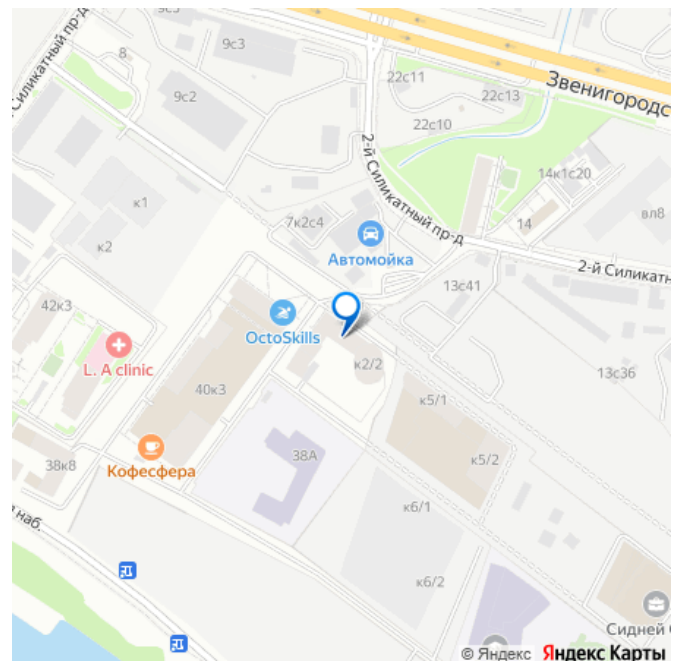 9с3
8
9с3
Силикатный пр-д
9с2
22с11
22с13
22с10
Звенигородс
2-й Силикатный пр-д
14к1с20
14
вл8
к1
7к2с4
к2
Автомойка
2-й Силикатн
13с41
42к3
OctoSkills
L. A clinic
к2/2
13с36
40к3
к5/1
38А
к5/2
38к8
Кофесфера
к6/1
наб.
к6/2
Сидней
© Яндекс Яндекс Карты